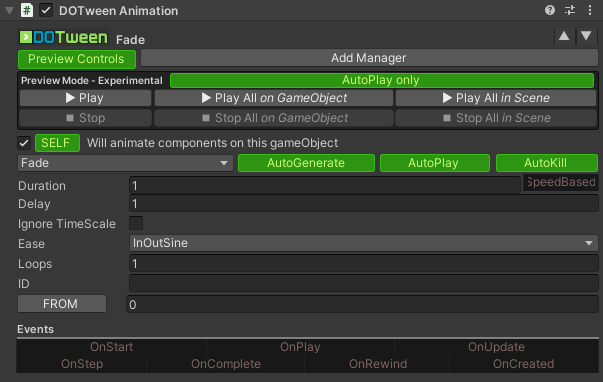 # DOTween Animation
DOTween Fade
Preview Controls Add Manager
Preview Mode - Experimental AutoPlay only
Play Play All on GameObject Play All in Scene
Stop Stop All on GameObject Stop All in Scene
SELF Will animate components on this gameObject
Fade AutoGenerate AutoPlay AutoKill
Duration 1 SpeedBased
Delay 1
Ignore TimeScale
Ease InOutSine
Loops 1
ID
FROM 0
Events
OnStart OnPlay OnUpdate
OnStep OnComplete OnRewind OnCreated